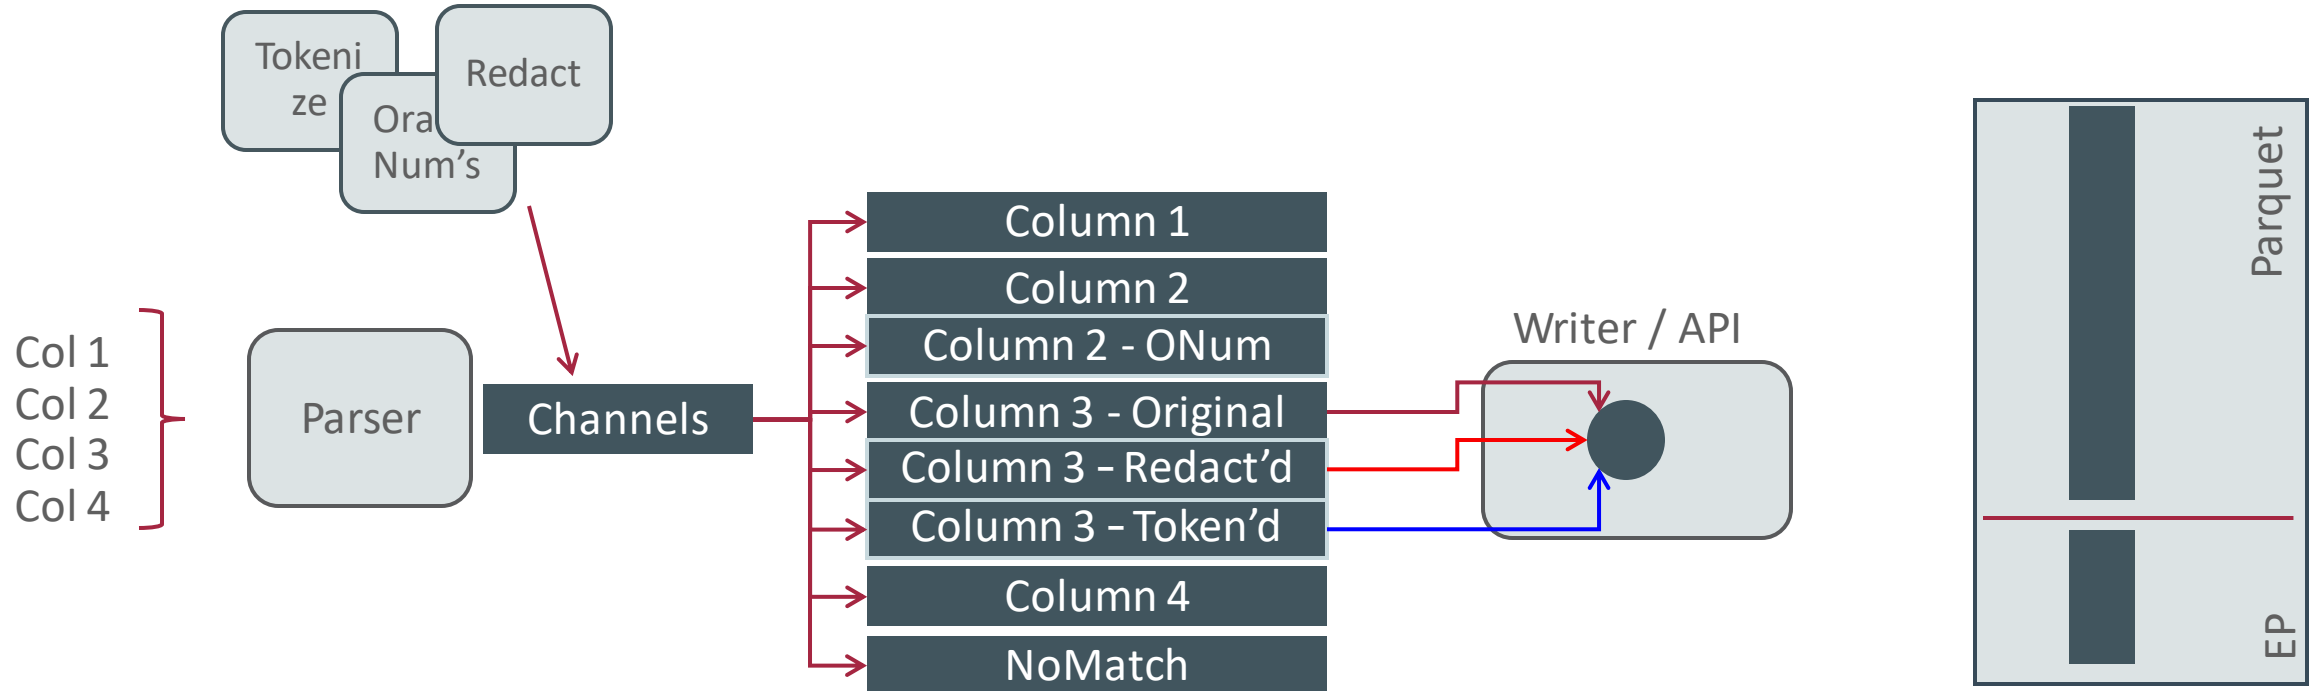 Tokeni
ze
Ora
Num’s
Redact
Col 1
Col 2
Col 3
Col 4
Parser
Channels
Column 1
Column 2
Column 2 - ONum
Column 3 - Original
Column 3 – Redact’d
Column 3 – Token’d
Column 4
NoMatch
Writer / API
Parquet
EP